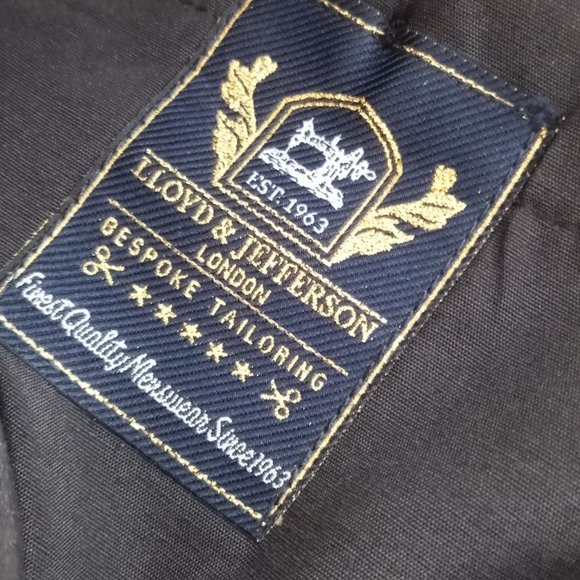 EST. 1963
LLOYD & JEFFERSON
LONDON
BESPOKE TAILORING
Finest Quality Menswear Since 1963